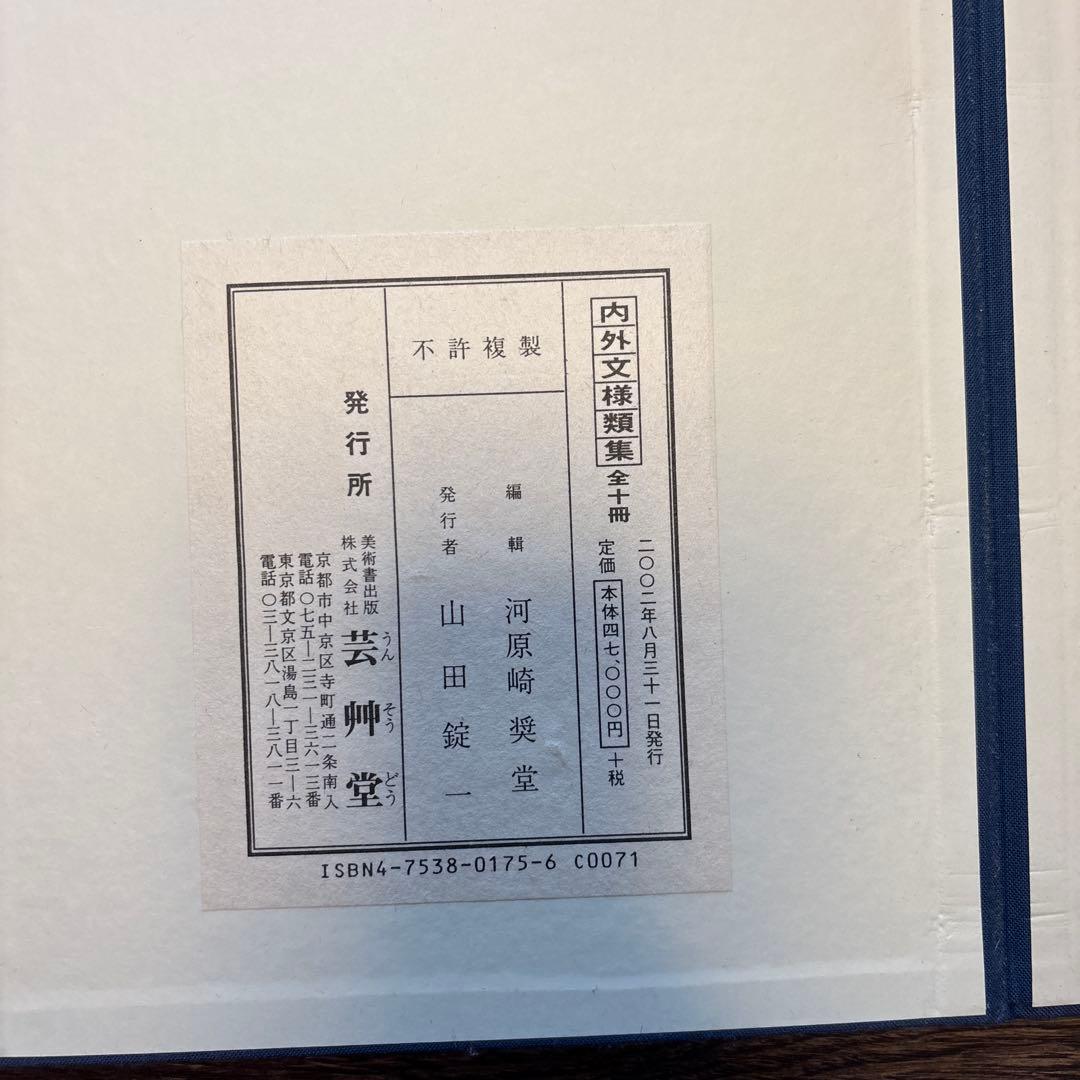 内外文様類集 全十冊
二〇〇二年八月三十一日発行
定価 本体四七、〇〇〇円 +税
不許複製
編輯 河原崎奨堂
発行者 山田錠一
発行所
美術書出版
株式会社
芸艸堂
うんそうどう
京都市中京区寺町通二条南入
電話〇七五―二三一―三六一三番
東京都文京区湯島一丁目三―六
電話〇三―三八一八―三八一一番
ISBN4-7538-0175-6 C0071